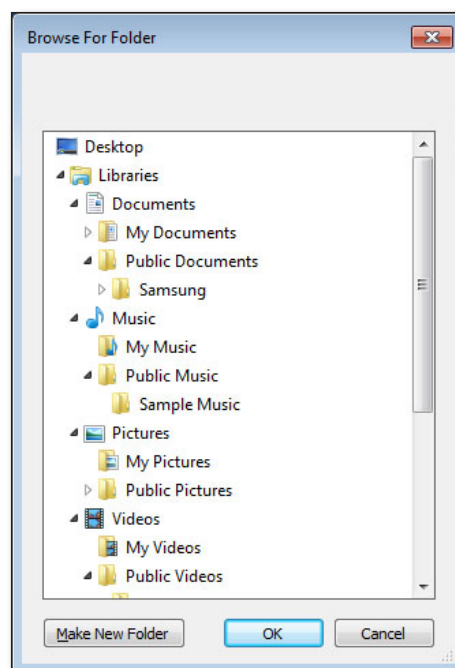 Browse For Folder
Desktop
Libraries
Documents
My Documents
Public Documents
Samsung
Music
My Music
Public Music
Sample Music
Pictures
My Pictures
Public Pictures
Videos
My Videos
Public Videos
Make New Folder OK Cancel